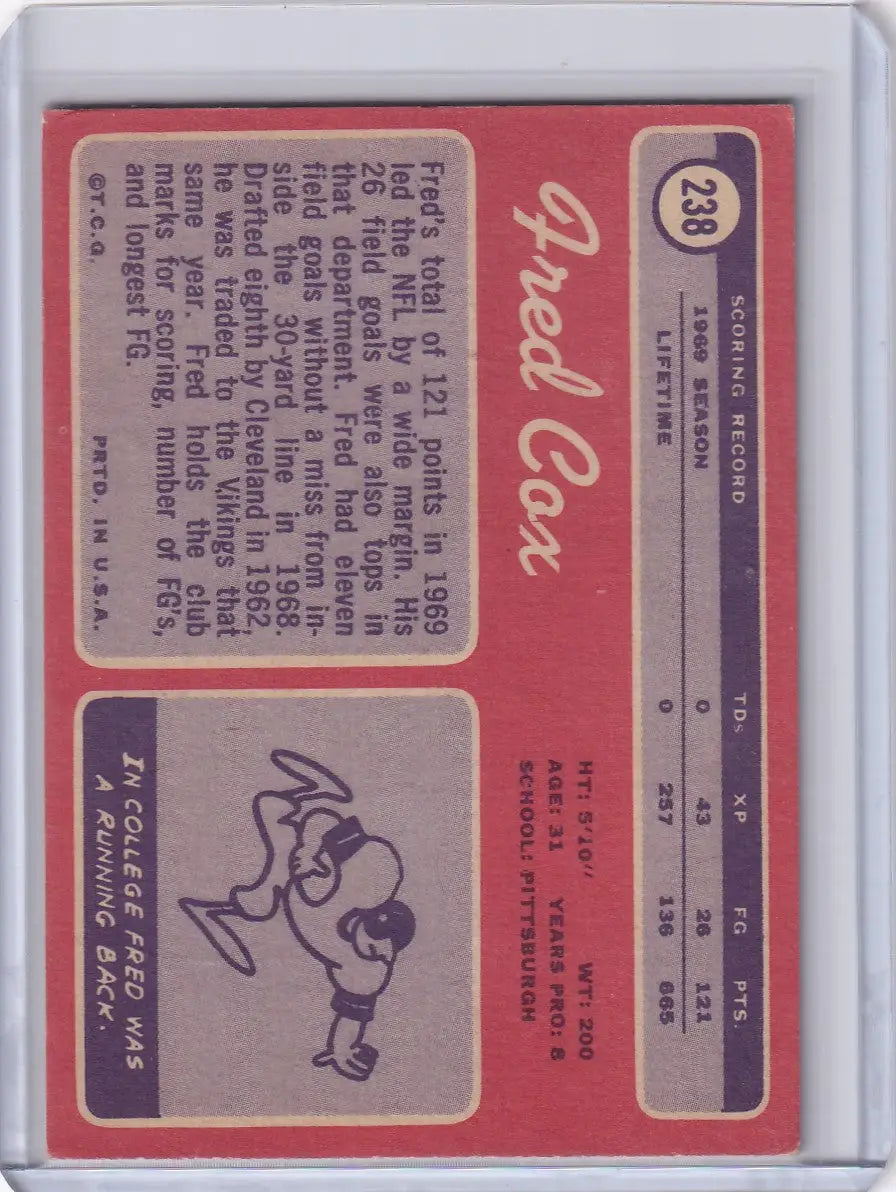 238
SCORING RECORD TDs XP FG PTS.
1969 SEASON 0 43 26 121
LIFETIME 0 257 136 665
Fred Cox
HT: 5'10" WT: 200
AGE: 31 YEARS PRO: 8
SCHOOL: PITTSBURGH
Fred's total of 121 points in 1969
led the NFL by a wide margin. His
26 field goals were also tops in
that department. Fred had eleven
field goals without a miss from in-
side the 30-yard line in 1968.
Drafted eighth by Cleveland in 1962,
he was traded to the Vikings that
same year. Fred holds the club
marks for scoring, number of FG's,
and longest FG.
©T.C.G. PRTD. IN U.S.A.
IN COLLEGE FRED WAS
A RUNNING BACK.